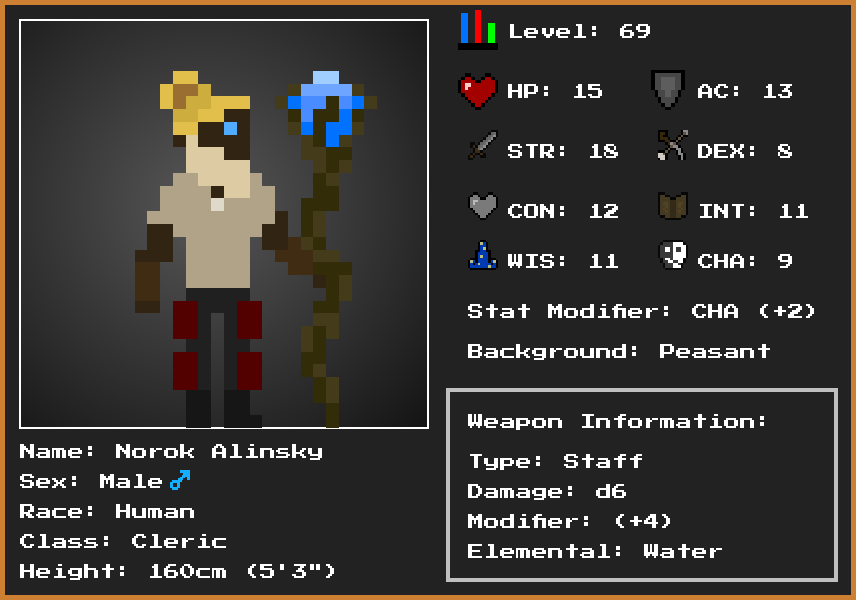 Level: 69
HP: 15 AC: 13
STR: 18 DEX: 8
CON: 12 INT: 11
WIS: 11 CHA: 9
Stat Modifier: CHA (+2)
Background: Peasant
Weapon Information:
Type: Staff
Damage: d6
Modifier: (+4)
Elemental: Water
Name: Norok Alinsky
Sex: Male♂
Race: Human
Class: Cleric
Height: 160cm (5'3")